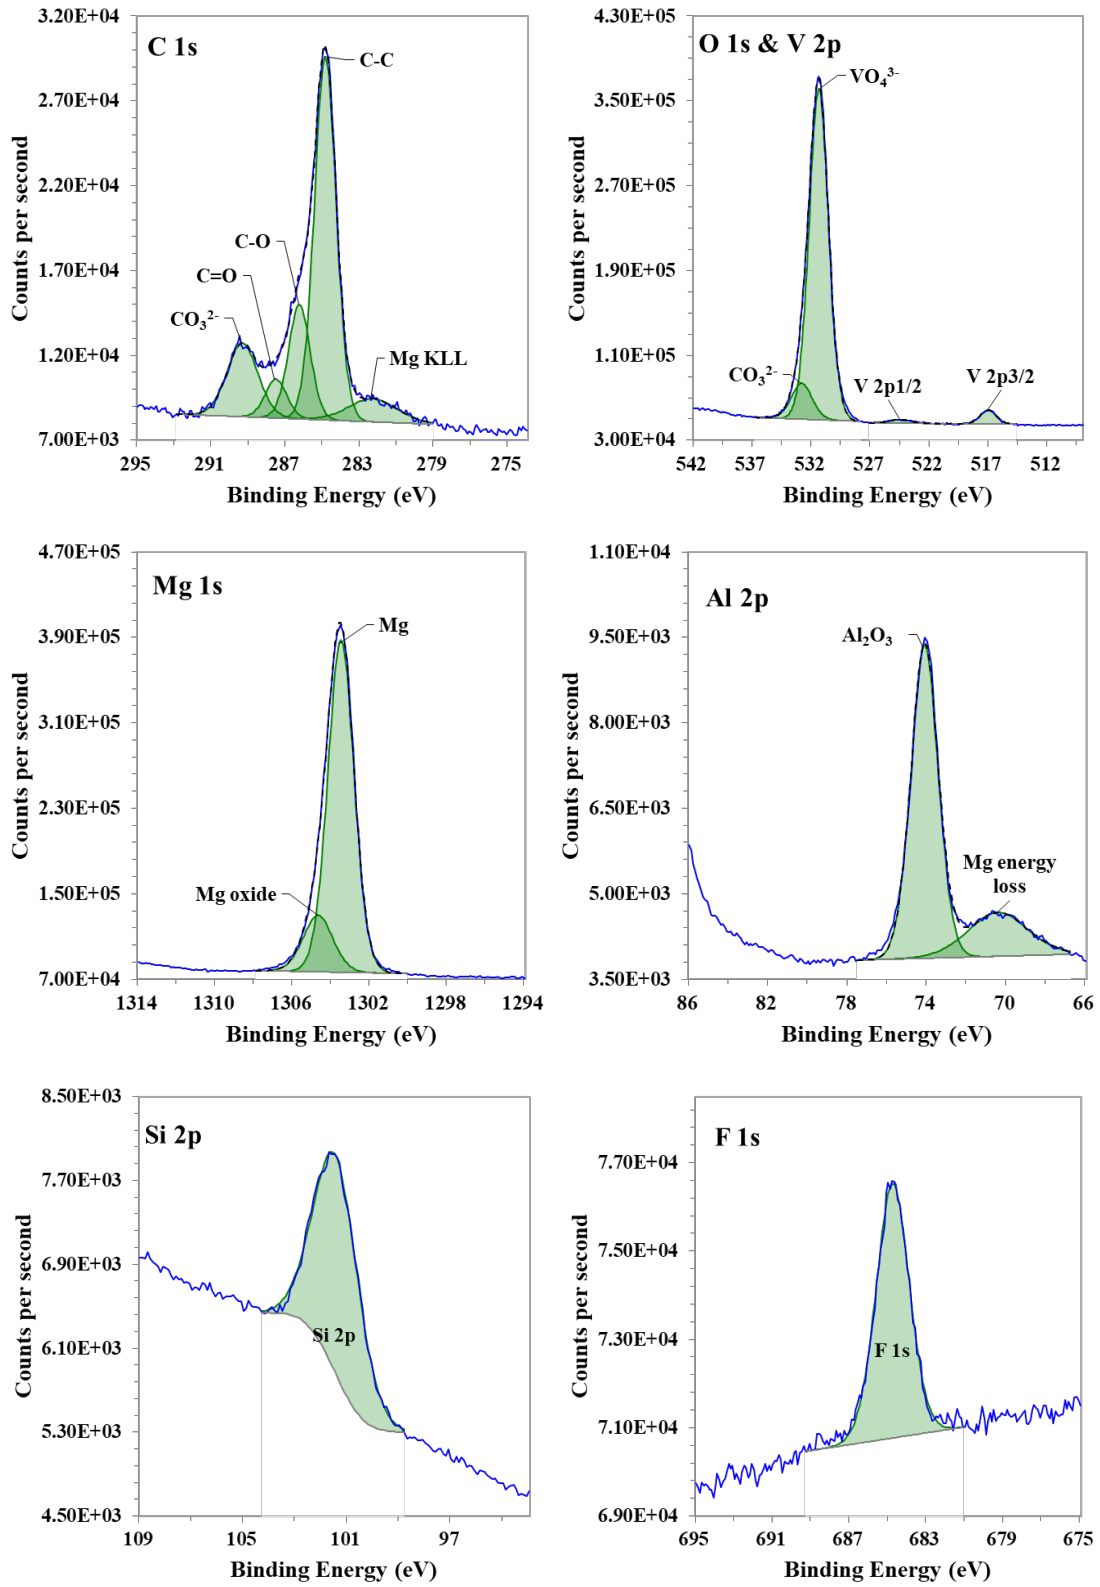 C 1s
3.20E+04
2.70E+04
2.20E+04
1.70E+04
1.20E+04
7.00E+03
Counts per second
C-C
C-O
C=O
CO₃²⁻
Mg KLL
295
291
287
283
279
275
Binding Energy (eV)
O 1s & V 2p
4.30E+05
3.50E+05
2.70E+05
1.90E+05
1.10E+05
3.00E+04
Counts per second
VO₄³⁻
CO₃²⁻
V 2p1/2
V 2p3/2
542
537
531
527
522
517
512
Binding Energy (eV)
Mg 1s
4.70E+05
3.90E+05
3.10E+05
2.30E+05
1.50E+05
7.00E+04
Counts per second
Mg
Mg oxide
1314
1310
1306
1302
1298
1294
Binding Energy (eV)
Al 2p
1.10E+04
9.50E+03
9.00E+03
6.50E+03
5.00E+03
3.50E+03
Counts per second
Al₂O₃
Mg energy
loss
86
82
78
74
70
66
Binding Energy (eV)
Si 2p
8.50E+03
7.70E+03
6.90E+03
6.10E+03
5.30E+03
4.50E+03
Counts per second
Si 2p
109
105
101
97
Binding Energy (eV)
F 1s
7.70E+04
7.50E+04
7.30E+04
7.10E+04
6.90E+04
Counts per second
F 1s
695
691
687
683
679
675
Binding Energy (eV)